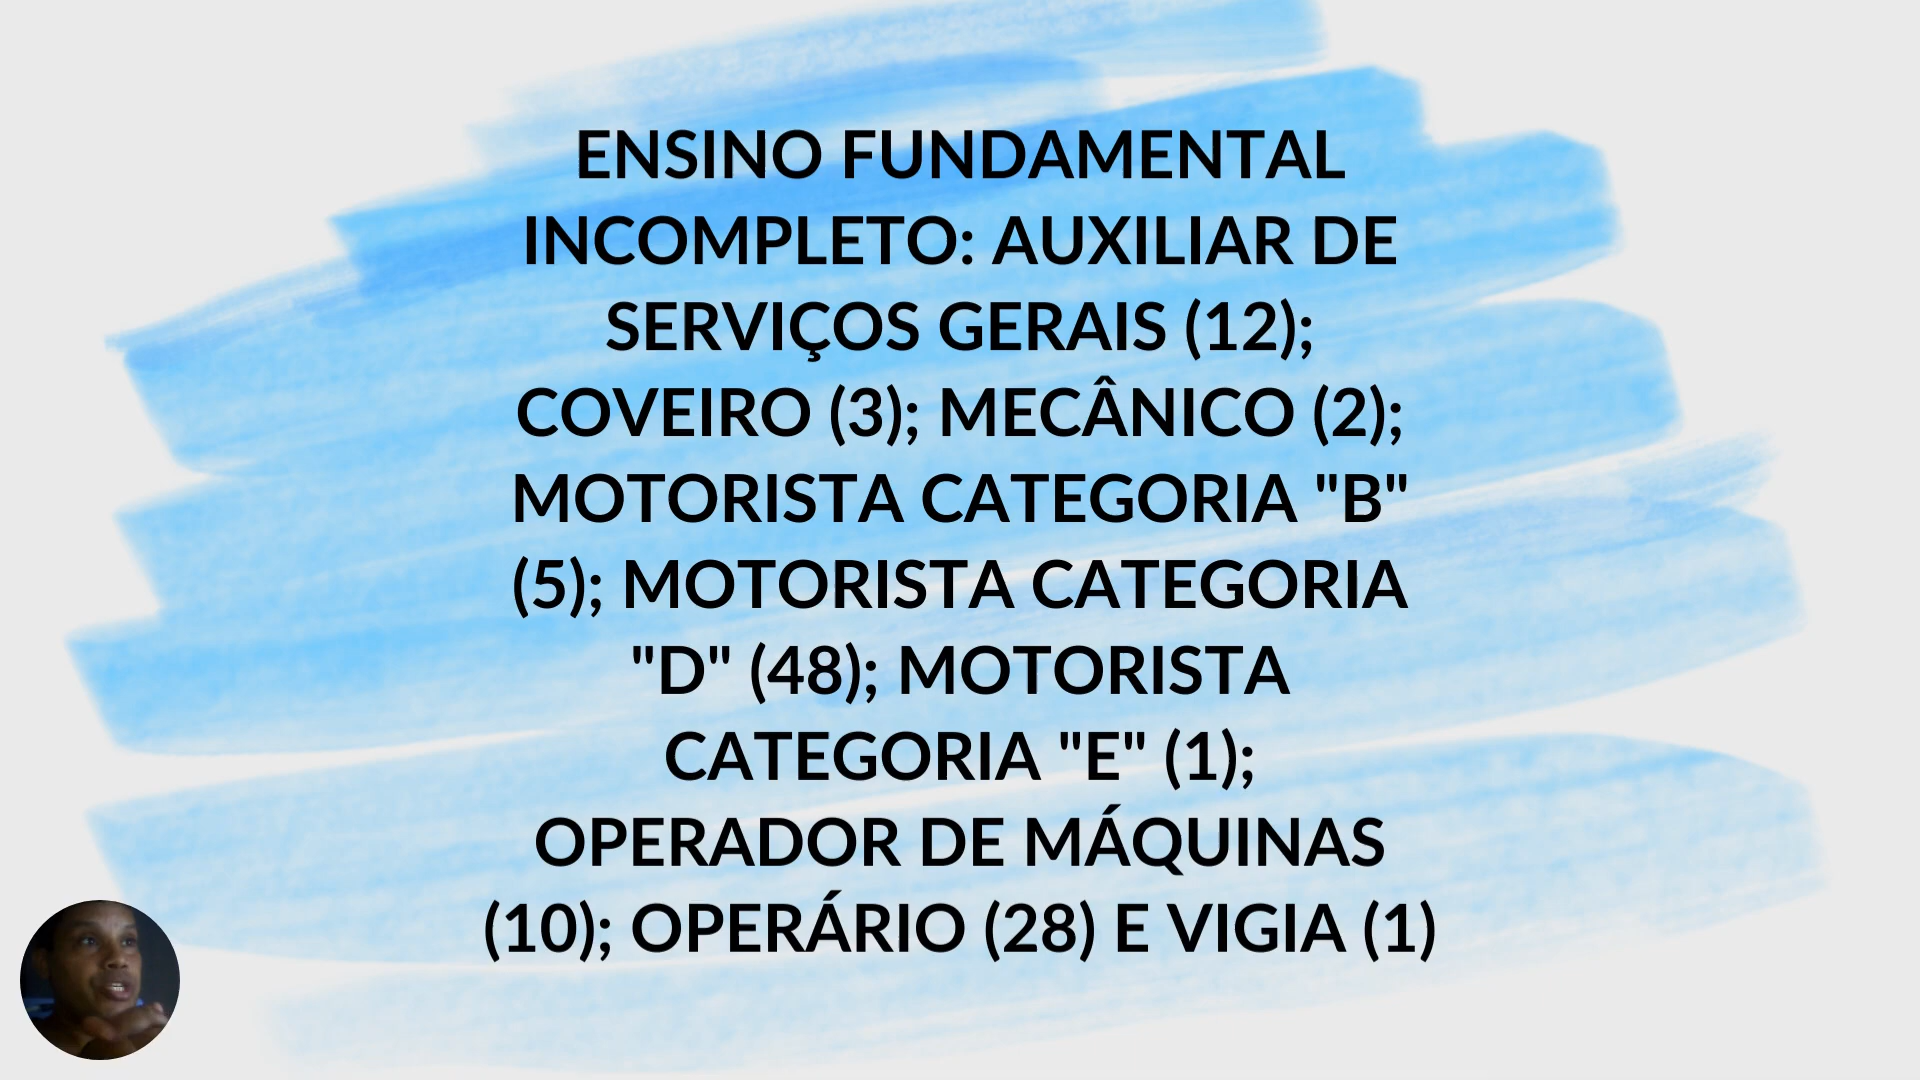 ENSINO FUNDAMENTAL
INCOMPLETO: AUXILIAR DE
SERVIÇOS GERAIS (12);
COVEIRO (3); MECÂNICO (2);
MOTORISTA CATEGORIA "B"
(5); MOTORISTA CATEGORIA
"D" (48); MOTORISTA
CATEGORIA "E" (1);
OPERADOR DE MÁQUINAS
(10); OPERÁRIO (28) E VIGIA (1)